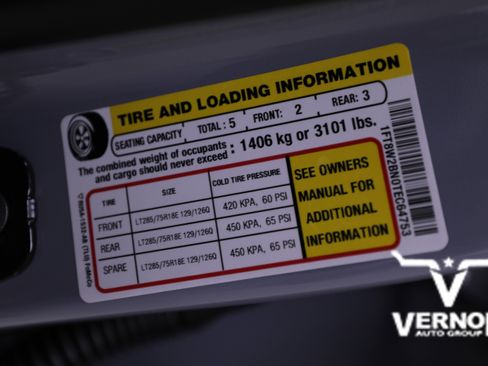 TIRE AND LOADING INFORMATION
SEATING CAPACITY TOTAL : 5 FRONT: 2 REAR: 3
The combined weight of occupants
and cargo should never exceed : 1406 kg or 3101 lbs.
TIRE SIZE COLD TIRE PRESSURE
FRONT LT285/75R18E 129/126Q 420 KPA, 60 PSI
REAR LT285/75R18E 129/126Q 450 KPA, 65 PSI
SPARE LT285/75R18E 129/126Q 450 KPA, 65 PSI
SEE OWNERS
MANUAL FOR
ADDITIONAL
INFORMATION
1FT8W2BN0TEC64753
VERNON
AUTO GROUP